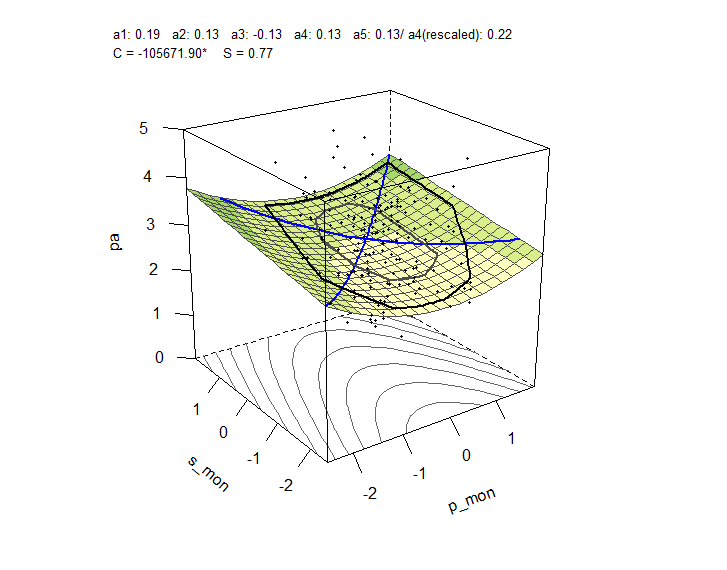 a1: 0.19 a2: 0.13 a3: -0.13 a4: 0.13 a5: 0.13/ a4(rescaled): 0.22
C = -105671.90* S = 0.77
5
4
3
2
1
0
pa
1
0
-1
-2
s_mon
-2
-1
0
1
p_mon